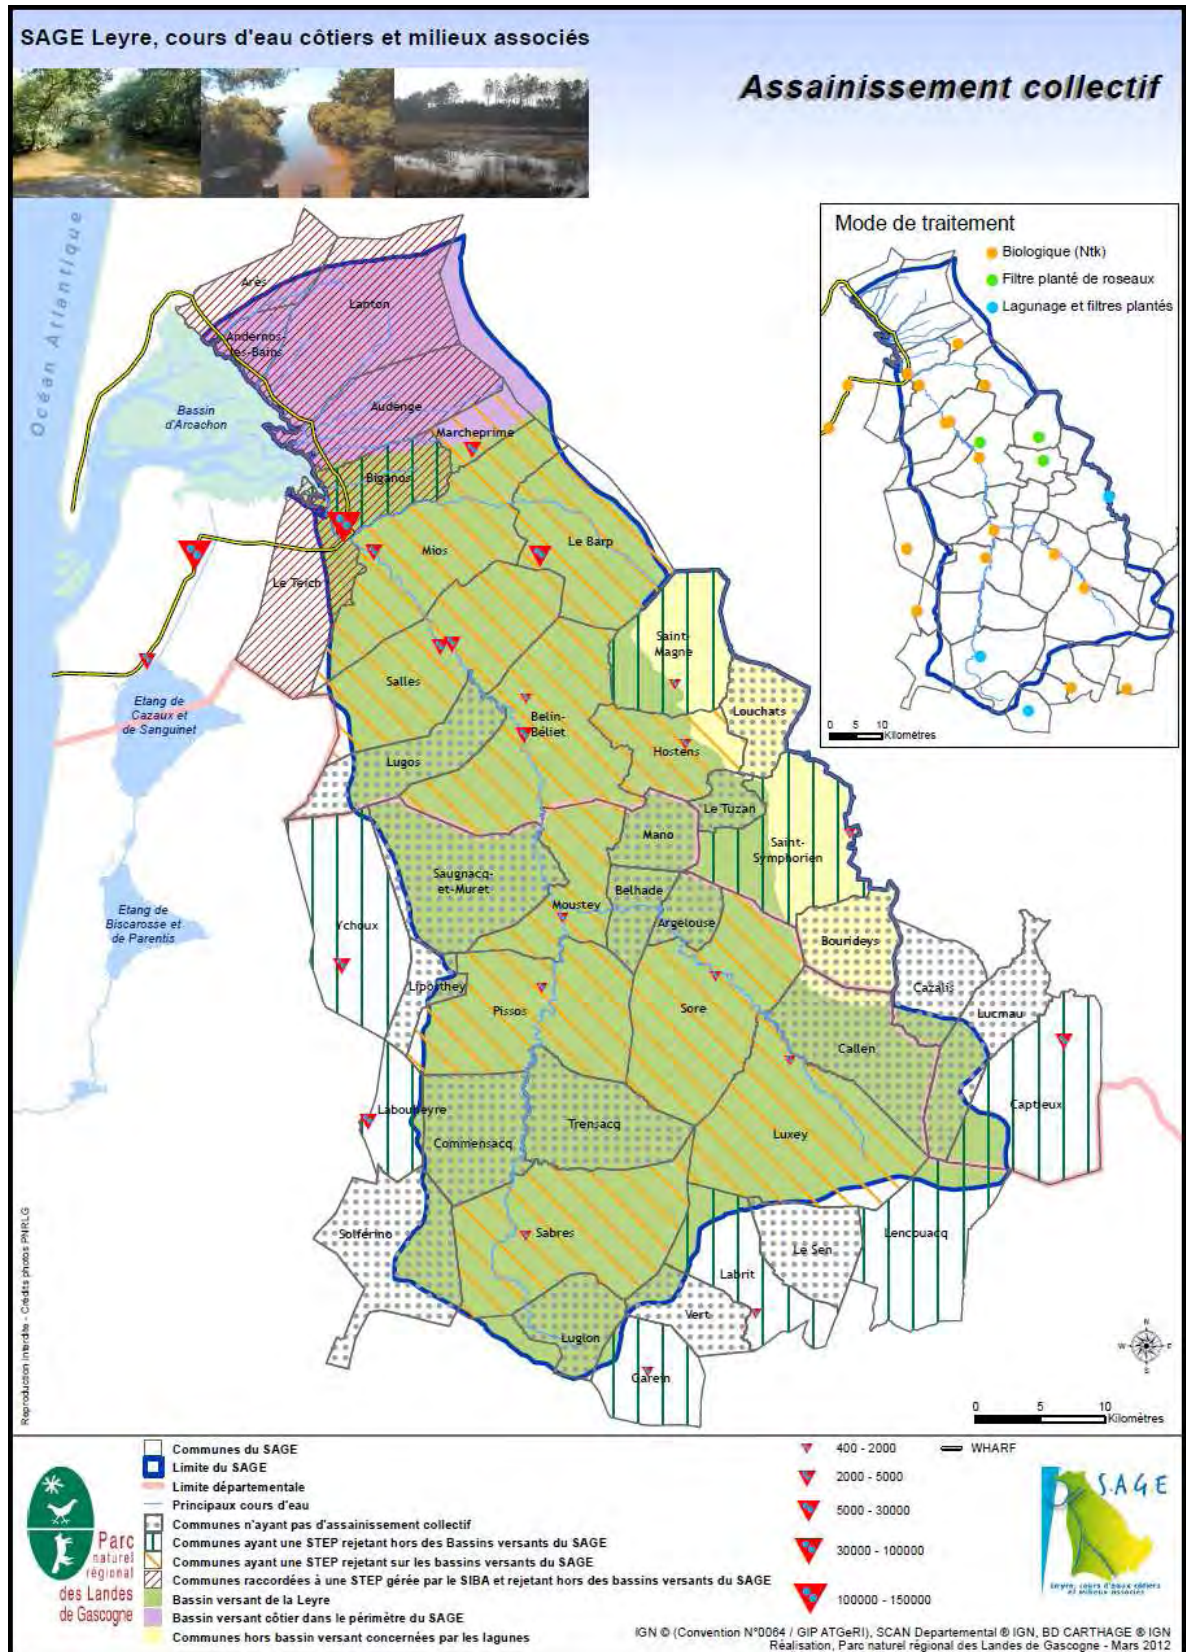 SAGE Leyre, cours d'eau côtiers et milieux associés
Assainissement collectif
Océan Atlantique
Mode de traitement
Biologique (Ntk)
Filtre planté de roseaux
Lagunage et filtres plantés
0 5 10
Kilomètres
Arès
Lanton
Andernos-
les-Bains
Bassin
d'Arcachon
Audenge
Marcheprime
Biganos
Mios
Le Barp
Le Teich
Saint-
Magne
Salles
Louchats
Etang de
Cazaux et
de Sanguinet
Belin-
Béliet
Hostens
Lugos
Le Tuzan
Mano
Saint-
Symphorien
Saugnacq-
et-Muret
Belhade
Moustey
Argelouse
Etang de
Biscarosse et
de Parentis
Ychoux
Bourideys
Cazalis
Liposthey
Lucmau
Pissos
Sore
Callen
Captieux
Labouheyre
Trensacq
Commensacq
Luxey
Solférino
Sabres
Lencouacq
Le Sen
Labrit
Vert
Luglon
Garein
N
W E
S
0 5 10
Kilomètres
Reproduction interdite - Crédits photos PNRLG
Communes du SAGE
Limite du SAGE
Limite départementale
Principaux cours d'eau
Communes n'ayant pas d'assainissement collectif
Communes ayant une STEP rejetant hors des Bassins versants du SAGE
Communes ayant une STEP rejetant sur les bassins versants du SAGE
Communes raccordées à une STEP gérée par le SIBA et rejetant hors des bassins versants du SAGE
Bassin versant de la Leyre
Bassin versant côtier dans le périmètre du SAGE
Communes hors bassin versant concernées par les lagunes
400 - 2000
2000 - 5000
5000 - 30000
30000 - 100000
100000 - 150000
WHARF
Parc
naturel
régional
des Landes
de Gascogne
S.A.G.E
Leyre, cours d'eaux côtiers
et milieux associés
IGN © (Convention N°0064 / GIP ATGeRI), SCAN Departemental ® IGN, BD CARTHAGE ® IGN
Réalisation, Parc naturel régional des Landes de Gascogne - Mars 2012